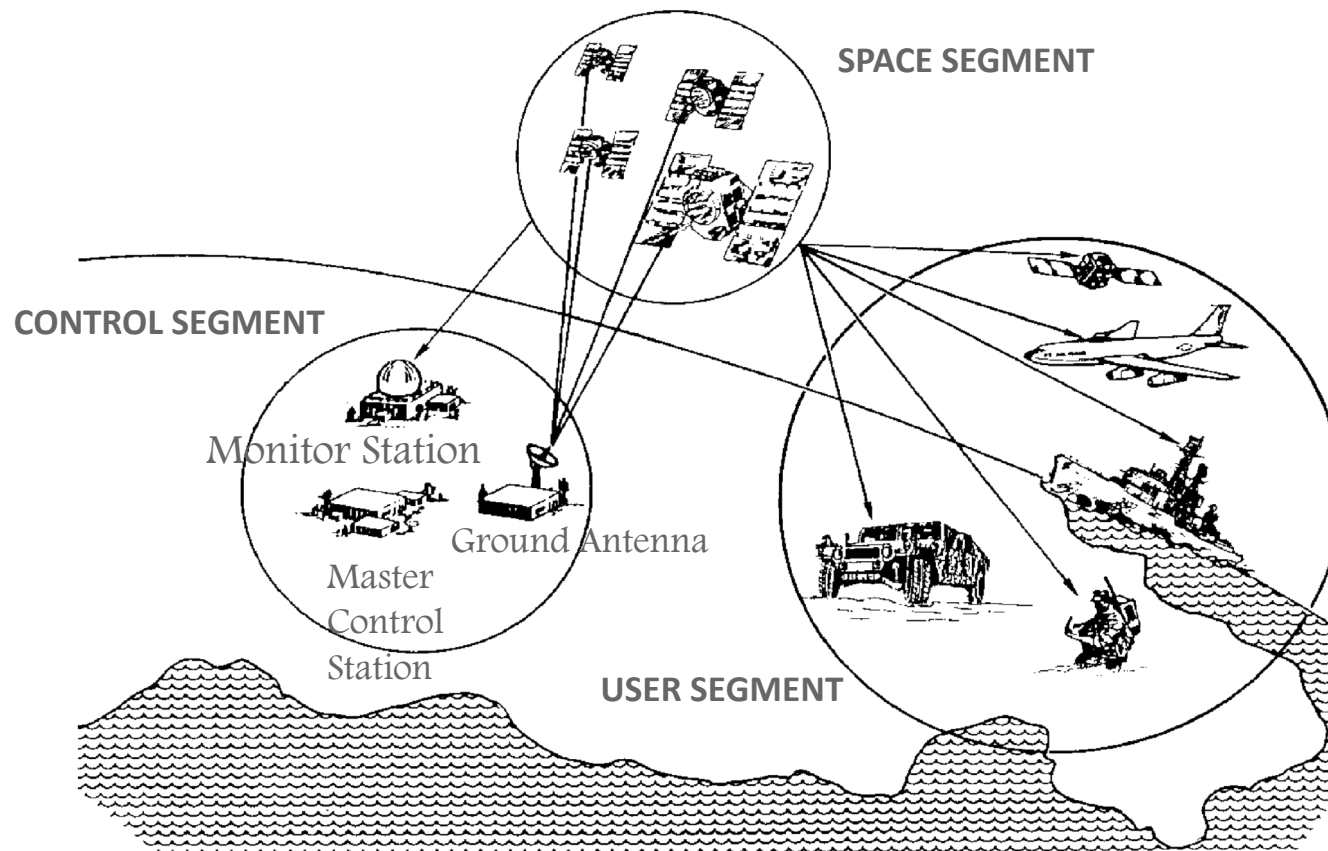 SPACE SEGMENT
CONTROL SEGMENT
Monitor Station
Ground Antenna
Master
Control
Station
USER SEGMENT